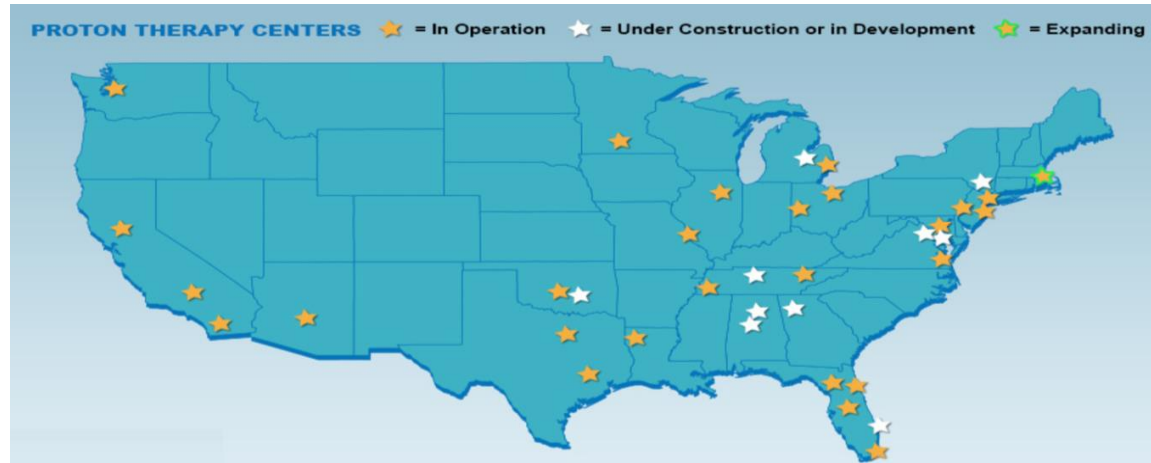 PROTON THERAPY CENTERS = In Operation = Under Construction or in Development = Expanding